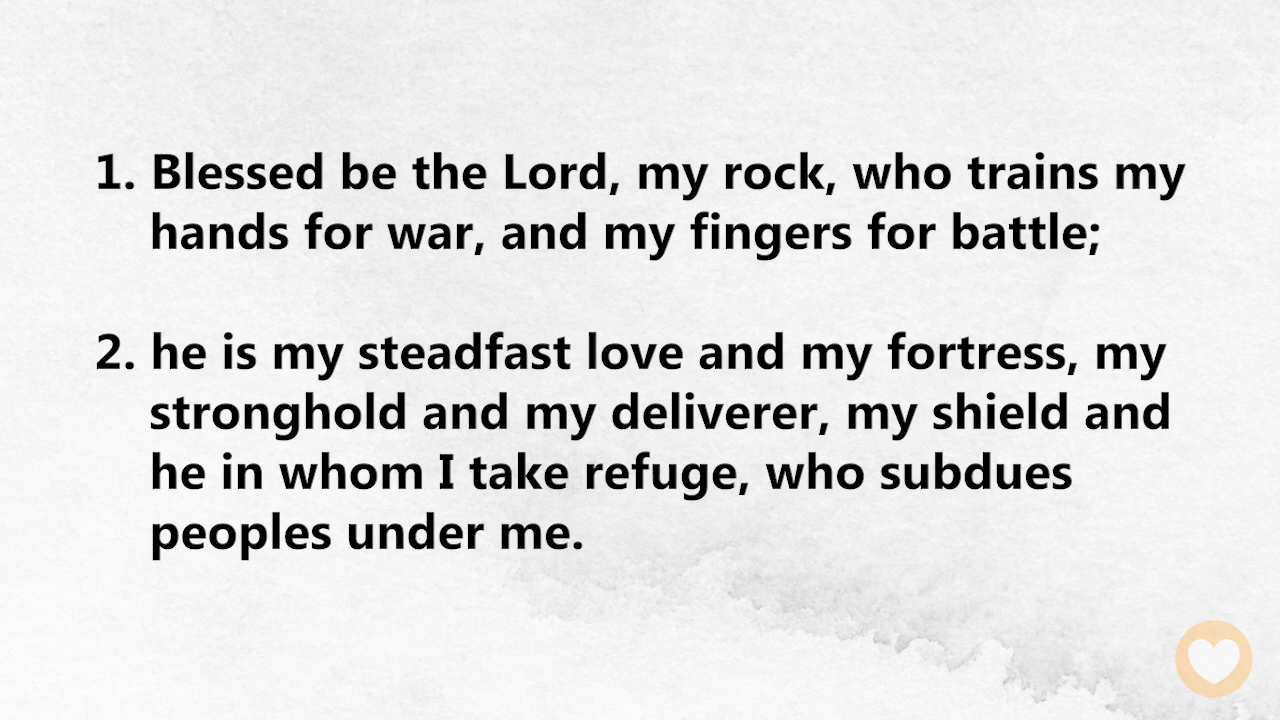 1. Blessed be the Lord, my rock, who trains my
hands for war, and my fingers for battle;
2. he is my steadfast love and my fortress, my
stronghold and my deliverer, my shield and
he in whom I take refuge, who subdues
peoples under me.